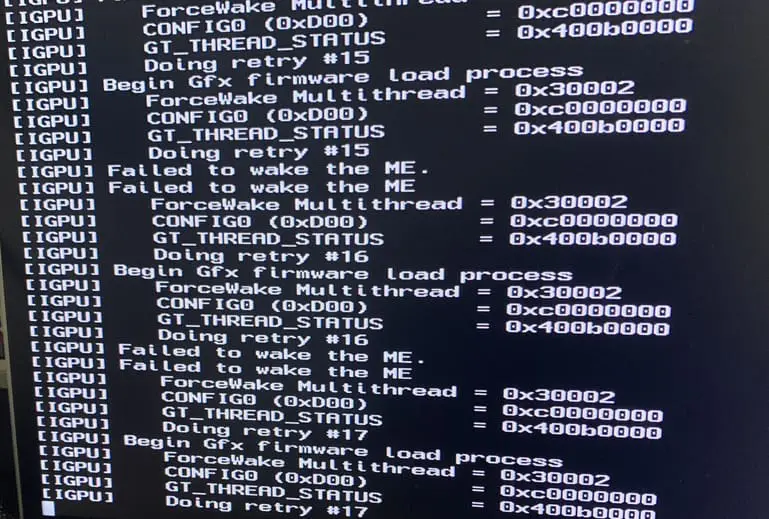 [IGPU] ForceWake Multithread = 0xc0000000
[IGPU] CONFIG0 (0xD00) = 0x400b0000
[IGPU] GT_THREAD_STATUS
[IGPU] Doing retry #15
[IGPU] Begin Gfx firmware load process
[IGPU] ForceWake Multithread = 0x30002
[IGPU] CONFIG0 (0xD00) = 0xc0000000
[IGPU] GT_THREAD_STATUS = 0x400b0000
[IGPU] Doing retry #15
[IGPU] Failed to wake the ME.
[IGPU] Failed to wake the ME
[IGPU] ForceWake Multithread = 0x30002
[IGPU] CONFIG0 (0xD00) = 0xc0000000
[IGPU] GT_THREAD_STATUS = 0x400b0000
[IGPU] Doing retry #16
[IGPU] Begin Gfx firmware load process
[IGPU] ForceWake Multithread = 0x30002
[IGPU] CONFIG0 (0xD00) = 0xc0000000
[IGPU] GT_THREAD_STATUS = 0x400b0000
[IGPU] Doing retry #16
[IGPU] Failed to wake the ME.
[IGPU] Failed to wake the ME
[IGPU] ForceWake Multithread = 0x30002
[IGPU] CONFIG0 (0xD00) = 0xc0000000
[IGPU] GT_THREAD_STATUS = 0x400b0000
[IGPU] Doing retry #17
[IGPU] Begin Gfx firmware load process
[IGPU] ForceWake Multithread = 0x30002
[IGPU] CONFIG0 (0xD00) = 0xc0000000
[IGPU] GT_THREAD_STATUS = 0x400b0000
[IGPU] Doing retry #17